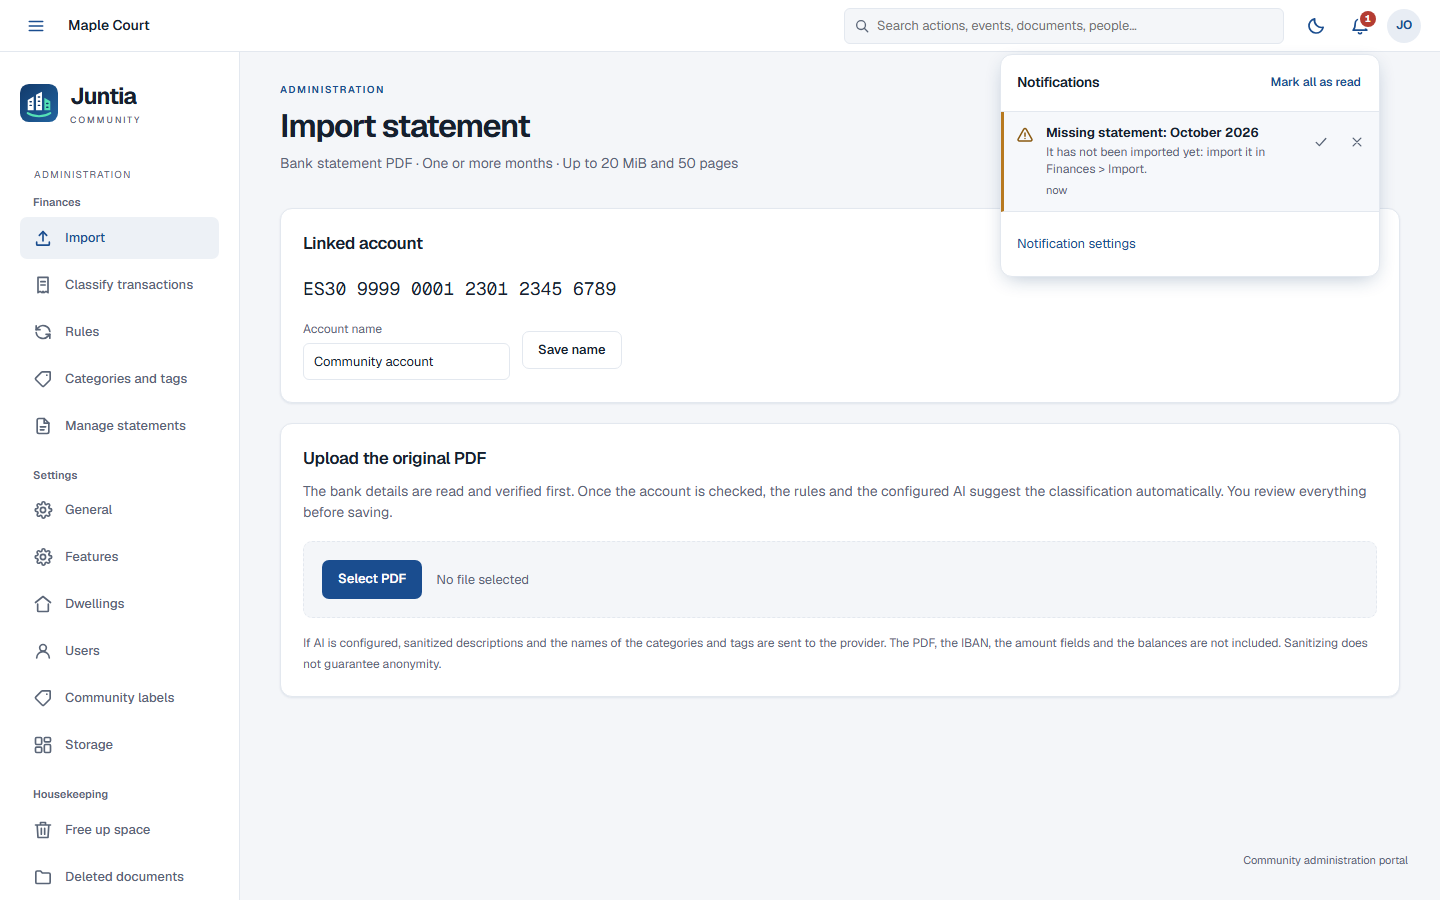 Maple Court
Search actions, events, documents, people...
1
JO
Juntia
COMMUNITY
ADMINISTRATION
Finances
Import
Classify transactions
Rules
Categories and tags
Manage statements
Settings
General
Features
Dwellings
Users
Community labels
Storage
Housekeeping
Free up space
Deleted documents
ADMINISTRATION
Import statement
Bank statement PDF · One or more months · Up to 20 MiB and 50 pages
Notifications
Mark all as read
Missing statement: October 2026
It has not been imported yet: import it in
Finances > Import.
now
Notification settings
Linked account
ES30 9999 0001 2301 2345 6789
Account name
Community account
Save name
Upload the original PDF
The bank details are read and verified first. Once the account is checked, the rules and the configured AI suggest the classification automatically. You review everything
before saving.
Select PDF
No file selected
If AI is configured, sanitized descriptions and the names of the categories and tags are sent to the provider. The PDF, the IBAN, the amount fields and the balances are not included. Sanitizing does
not guarantee anonymity.
Community administration portal